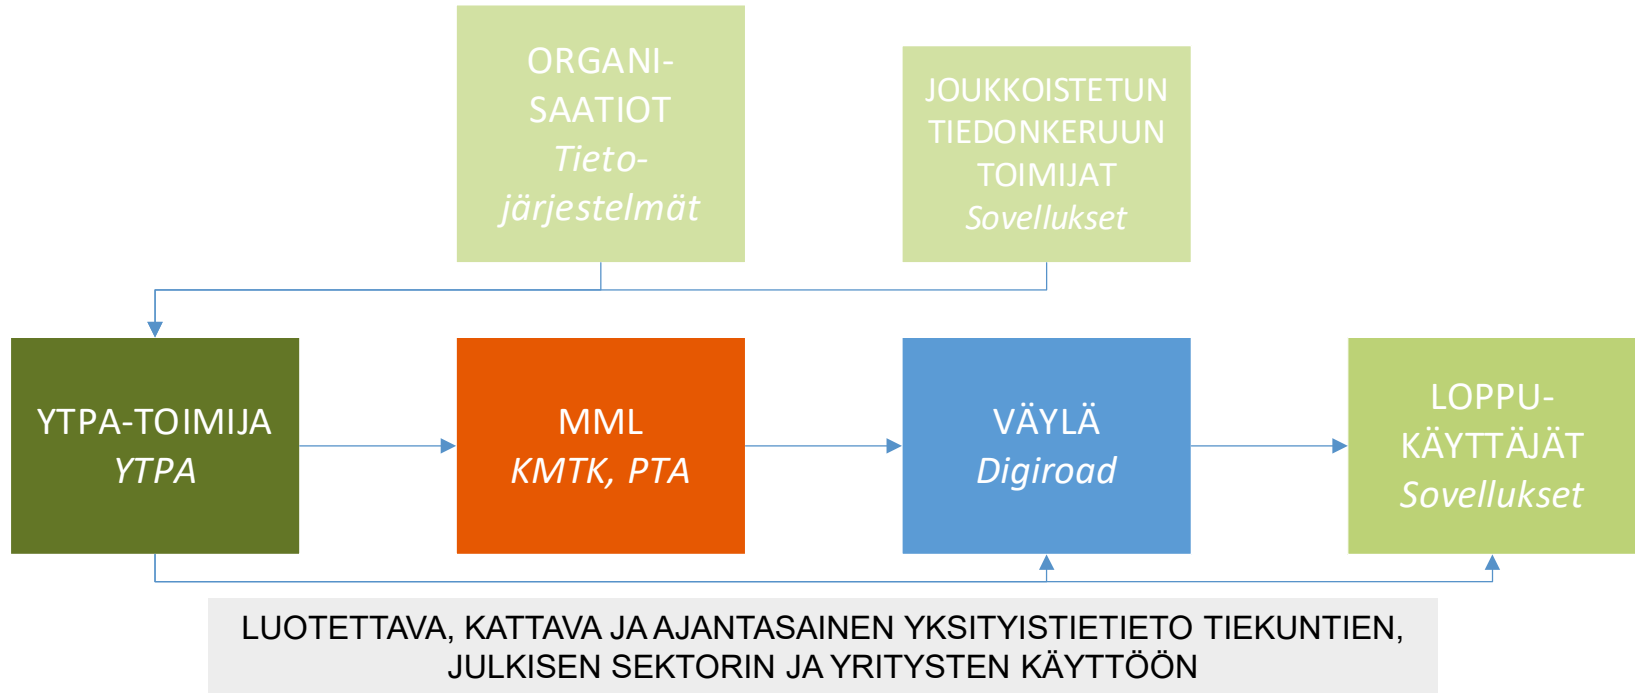 ORGANI-
SAATIOT
Tieto-
järjestelmät
JOUKKOISTETUN
TIEDONKERUUN
TOIMIJAT
Sovellukset
YTPA-TOIMIJA
YTPA
MML
KMTK, PTA
VÄYLÄ
Digiroad
LOPPU-
KÄYTTÄJÄT
Sovellukset
LUOTETTAVA, KATTAVA JA AJANTASAINEN YKSITYISTIETIETO TIEKUNTIEN,
JULKISEN SEKTORIN JA YRITYSTEN KÄYTTÖÖN